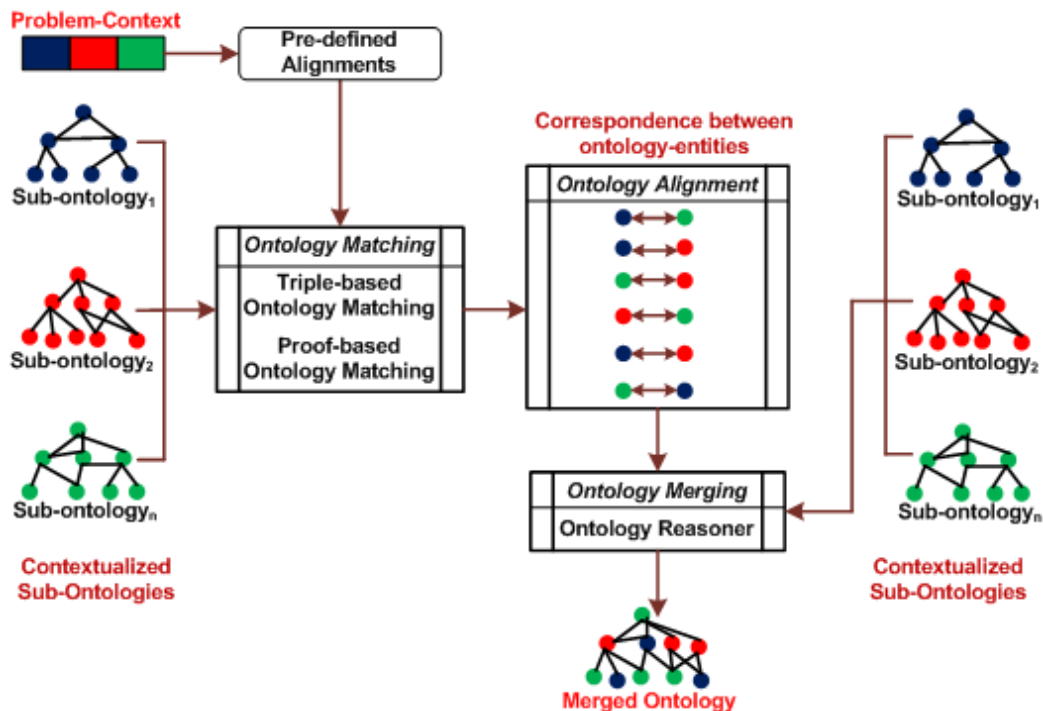 Problem-Context
Pre-defined
Alignments
Sub-ontology1
Sub-ontology2
Sub-ontologyn
Contextualized
Sub-Ontologies
Ontology Matching
Triple-based
Ontology Matching
Proof-based
Ontology Matching
Correspondence between
ontology-entities
Ontology Alignment
Ontology Merging
Ontology Reasoner
Merged Ontology
Sub-ontology1
Sub-ontology2
Sub-ontologyn
Contextualized
Sub-Ontologies